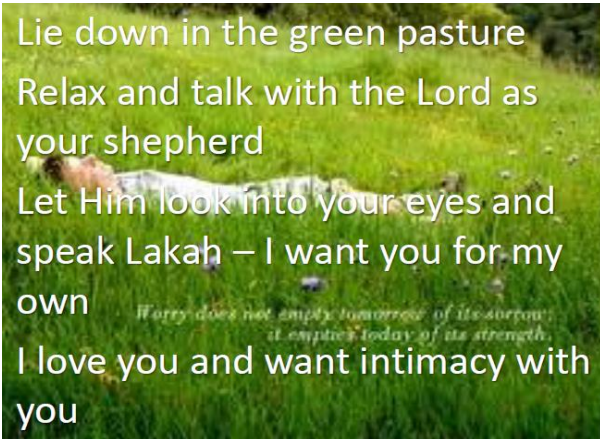 Lie down in the green pasture
Relax and talk with the Lord as
your shepherd
Let Him look into your eyes and
speak Lakah – I want you for my
own
Worry does not empty tomorrow of its sorrow;
it empties today of its strength.
I love you and want intimacy with
you